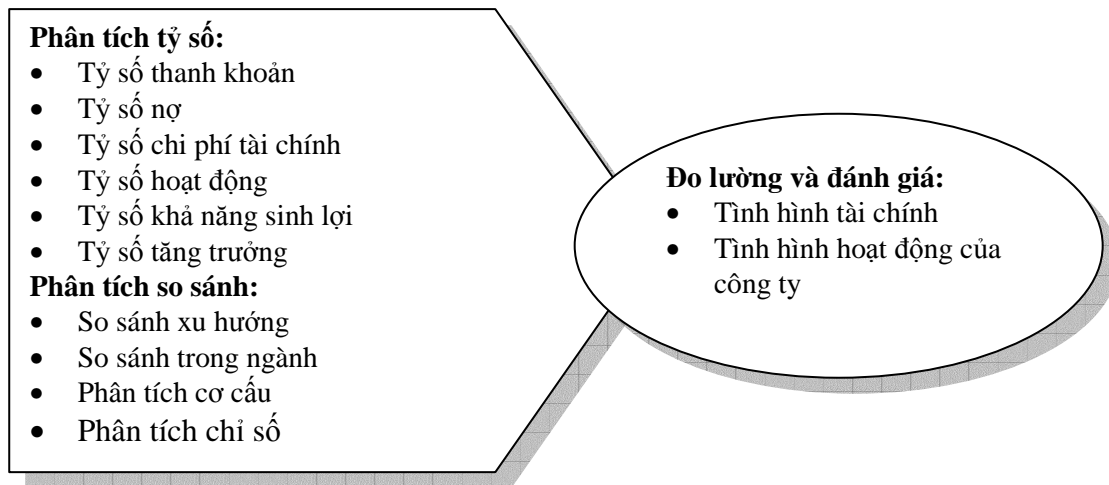 Phân tích tỷ số:
• Tỷ số thanh khoản
• Tỷ số nợ
• Tỷ số chi phí tài chính
• Tỷ số hoạt động
• Tỷ số khả năng sinh lợi
• Tỷ số tăng trưởng
Phân tích so sánh:
• So sánh xu hướng
• So sánh trong ngành
• Phân tích cơ cấu
• Phân tích chỉ số
Đo lường và đánh giá:
• Tình hình tài chính
• Tình hình hoạt động của
công ty